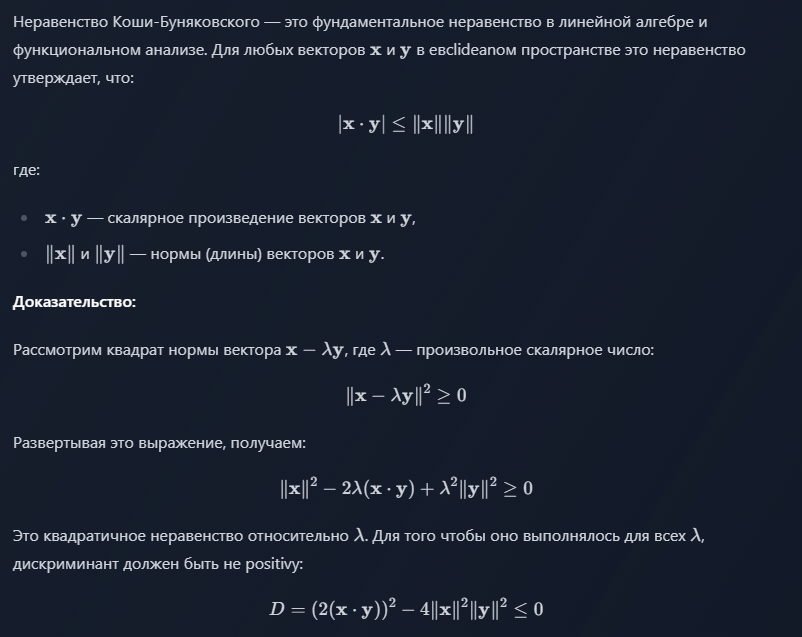 Неравенство Коши-Буняковского — это фундаментальное неравенство в линейной алгебре и
функциональном анализе. Для любых векторов x и y в евclideanом пространстве это неравенство
утверждает, что:
|x · y| ≤ ‖x‖‖y‖
где:
• x · y — скалярное произведение векторов x и y,
• ‖x‖ и ‖y‖ — нормы (длины) векторов x и y.
Доказательство:
Рассмотрим квадрат нормы вектора x − λy, где λ — произвольное скалярное число:
‖x − λy‖² ≥ 0
Развертывая это выражение, получаем:
‖x‖² − 2λ(x · y) + λ²‖y‖² ≥ 0
Это квадратичное неравенство относительно λ. Для того чтобы оно выполнялось для всех λ,
дискриминант должен быть не positivy:
D = (2(x · y))² − 4‖x‖²‖y‖² ≤ 0